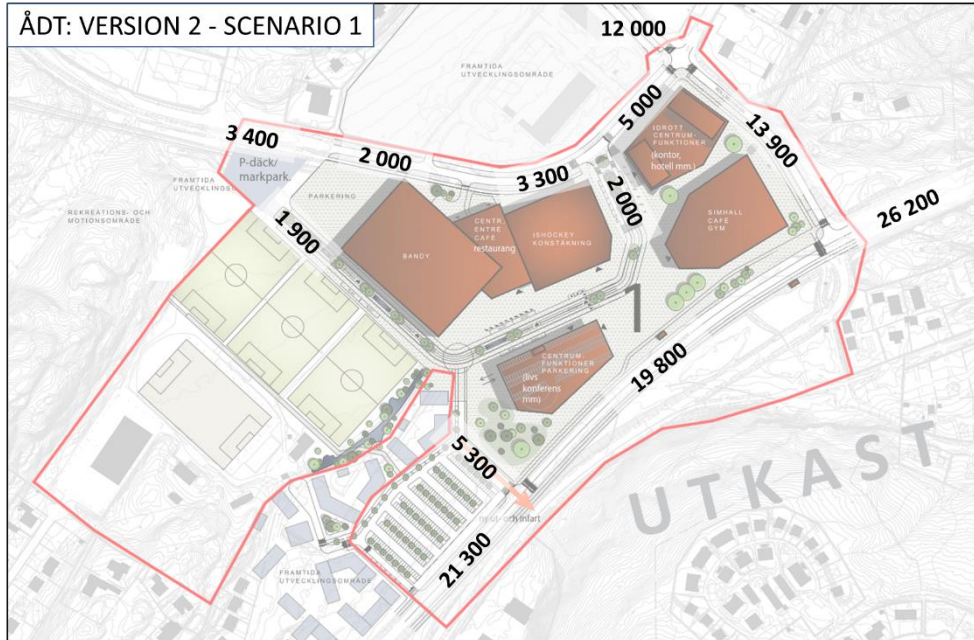 ÅDT: VERSION 2 - SCENARIO 1
12 000
FRAMTIDA
UTVECKLINGSOMRÅDE
5 000
13 900
3 400
2 000
3 300
2 000
IDROTT
CENTRUM-
FUNKTIONER
(kontor,
hotell mm.)
P-däck/
markpark.
FRAMTIDA
PARKERING
REKREATIONS- OCH
MOTIONSOMRÅDE
1 900
BANDY
CENTR.
ENTRE
CAFE
restaurang
ISHOCKEY
KONSTÅKNING
SIMHALL
CAFE
GYM
26 200
1
CENTRUM-
FUNKTIONER
PARKERING
(livs
konferens
mm)
19 800
5 300
UTKAST
21 300
FRAMTIDA
UTVECKLINGSOMRÅDE